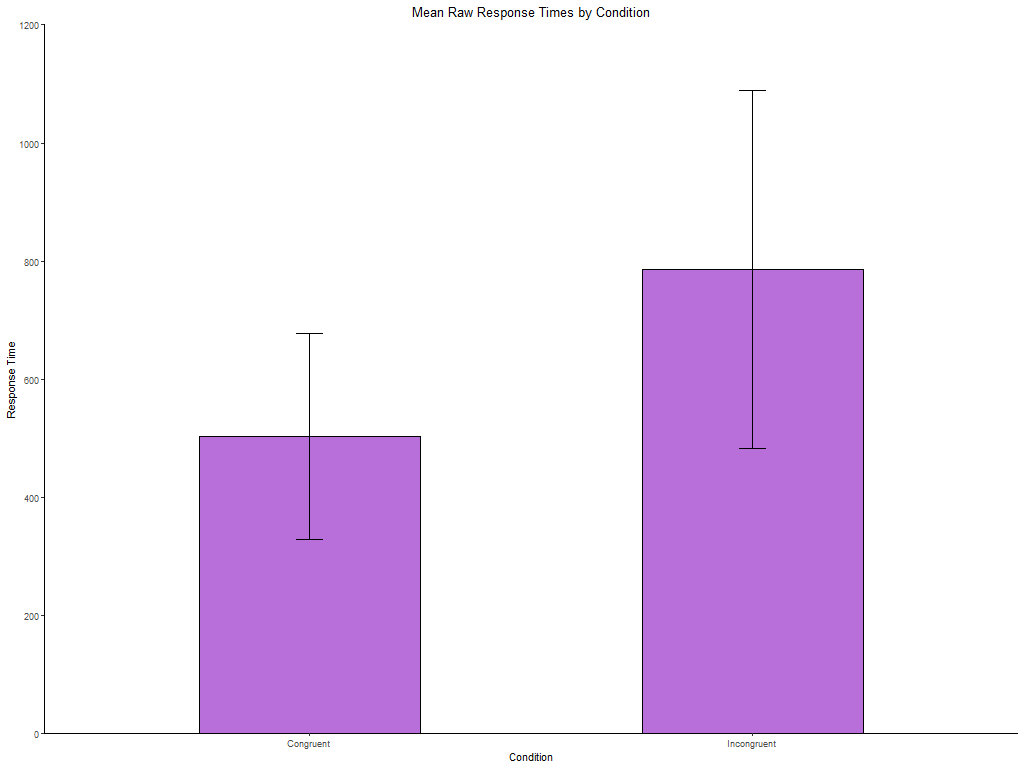 Mean Raw Response Times by Condition
1200
1000
800
600
400
200
0
Response Time
Congruent
Incongruent
Condition